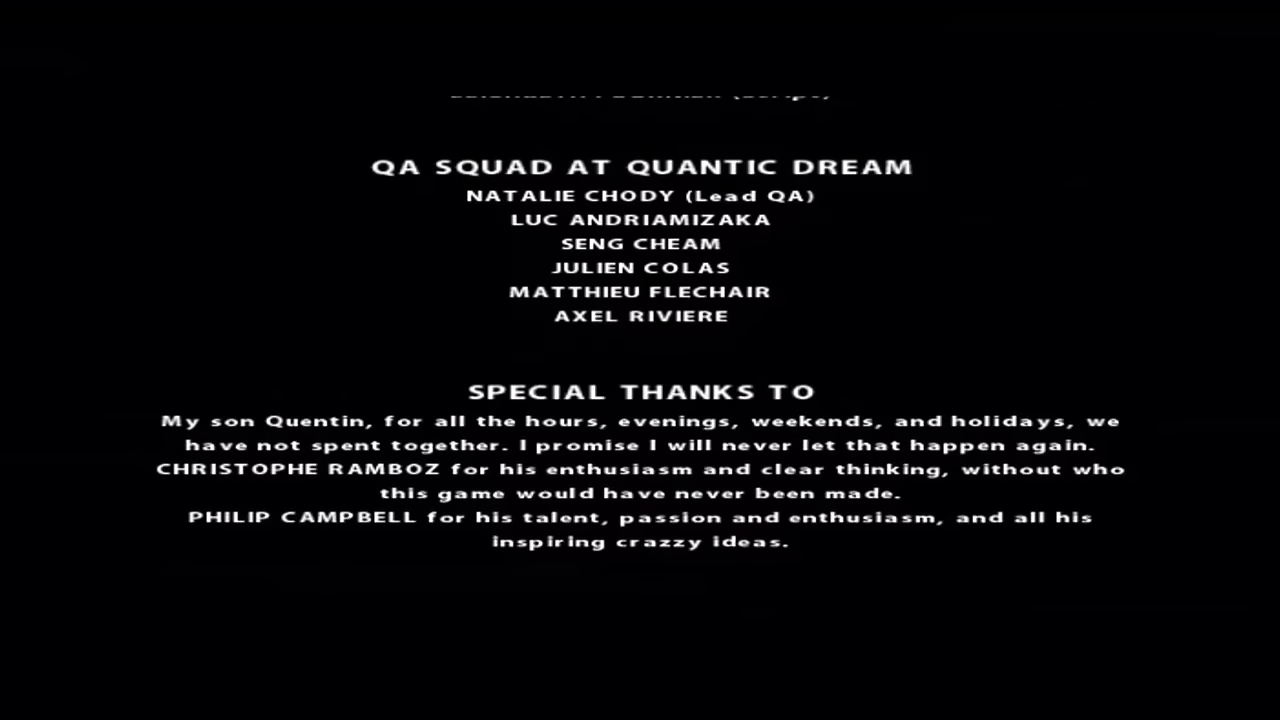 QA SQUAD AT QUANTIC DREAM
NATALIE CHODY (Lead QA)
LUC ANDRIAMIZAKA
SENG CHEAM
JULIEN COLAS
MATTHIEU FLECHAIR
AXEL RIVIERE
SPECIAL THANKS TO
My son Quentin, for all the hours, evenings, weekends, and holidays, we
have not spent together. I promise I will never let that happen again.
CHRISTOPHE RAMBOZ for his enthusiasm and clear thinking, without who
this game would have never been made.
PHILIP CAMPBELL for his talent, passion and enthusiasm, and all his
inspiring crazzy ideas.